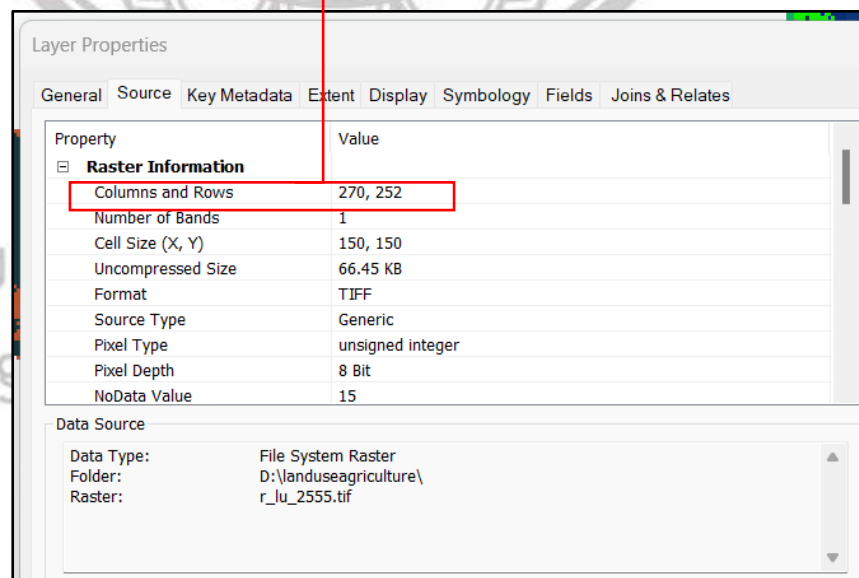 Layer Properties
General Source Key Metadata Extent Display Symbology Fields Joins & Relates
Property Value
Raster Information
Columns and Rows 270, 252
Number of Bands 1
Cell Size (X, Y) 150, 150
Uncompressed Size 66.45 KB
Format TIFF
Source Type Generic
Pixel Type unsigned integer
Pixel Depth 8 Bit
NoData Value 15
Data Source
Data Type: File System Raster
Folder: D:\landuseagriculture\
Raster: r_lu_2555.tif